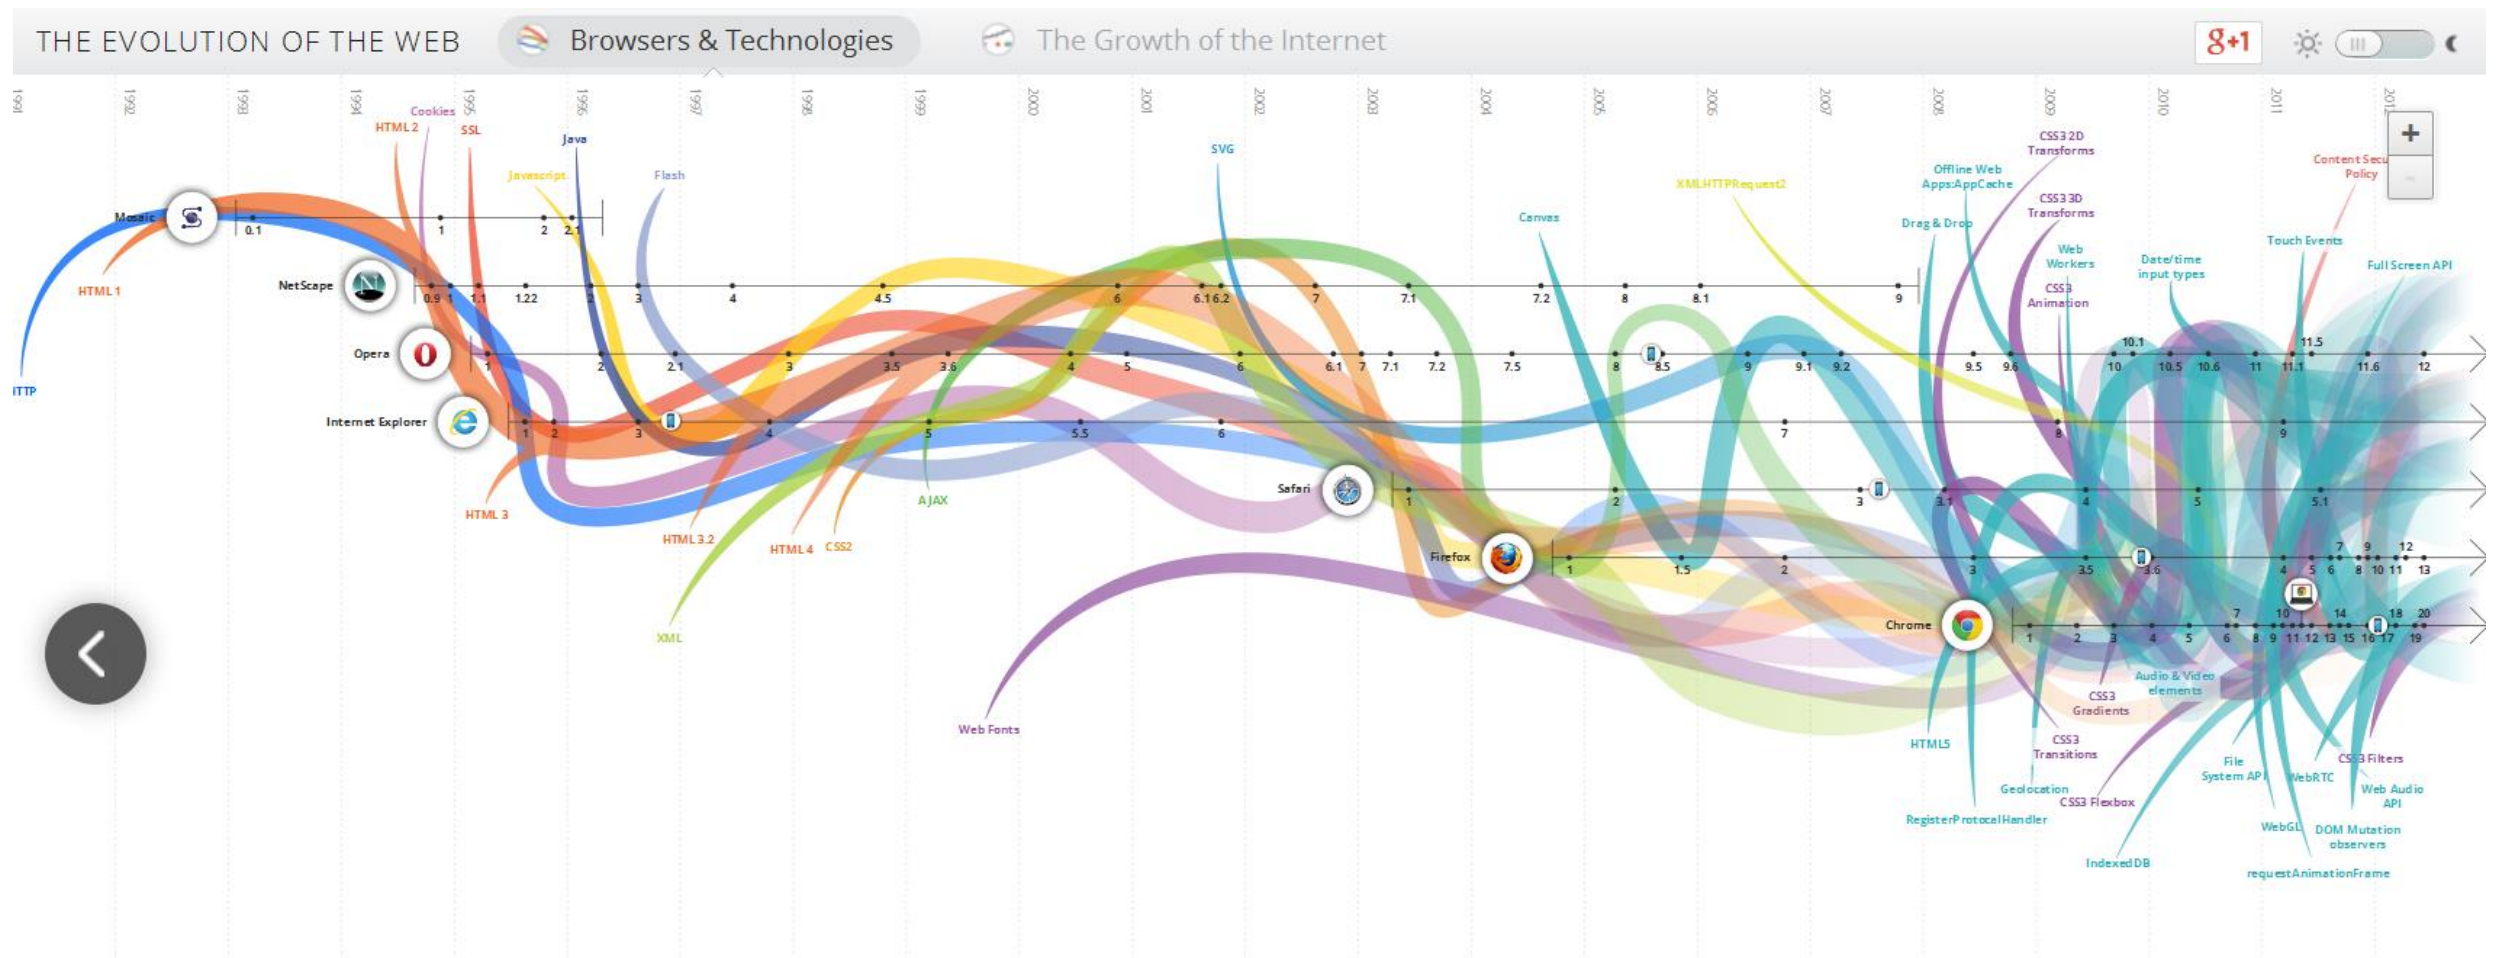 THE EVOLUTION OF THE WEB
Browsers & Technologies
The Growth of the Internet
g+1
1991 1992 1993 1994 1995 1996 1997 1998 1999 2000 2001 2002 2003 2004 2005 2006 2007 2008 2009 2010 2011
+
-
Cookies
HTML 2
SSL
Java
Javascript
Flash
SVG
XMLHTTPRequest2
Canvas
Offline Web
Apps:AppCache
Drag & Drop
CSS3 2D
Transforms
CSS3 3D
Transforms
Web
Workers
CSS3
Animation
Date/time
input types
Content Secu
Policy
Touch Events
Full Screen API
Mosaic
0.1 1 2 2.1
HTML 1
TTP
NetScape
0.9 1 1.1 1.22 2 3 4 4.5 6 6.1 6.2 7 7.1 7.2 8 8.1 9
Opera
1 2 2.1 3 3.5 3.6 4 5 6 6.1 7 7.1 7.2 7.5 8 8.5 9 9.1 9.2 9.5 9.6 10 10.1 10.5 10.6 11 11.1 11.5 11.6 12
Internet Explorer
1 2 3 4 5 5.5 6 7 8 9
Safari
1 2 3 3.1 4 5 5.1
Firefox
1 1.5 2 3 3.5 3.6 4 5 6 7 8 9 10 11 12 13
Chrome
1 2 3 4 5 6 7 8 9 10 11 12 13 14 15 16 17 18 19 20
HTML 3
HTML 3.2
HTML 4
CSS2
AJAX
XML
Web Fonts
HTML5
RegisterProtocalHandler
Geolocation
CSS3
Transitions
CSS3
Gradients
Audio & Video
elements
CSS3 Flexbox
IndexedDB
File
System API
WebGL
requestAnimationFrame
WebRTC
CSS3 Filters
Web Audio
API
DOM Mutation
observers